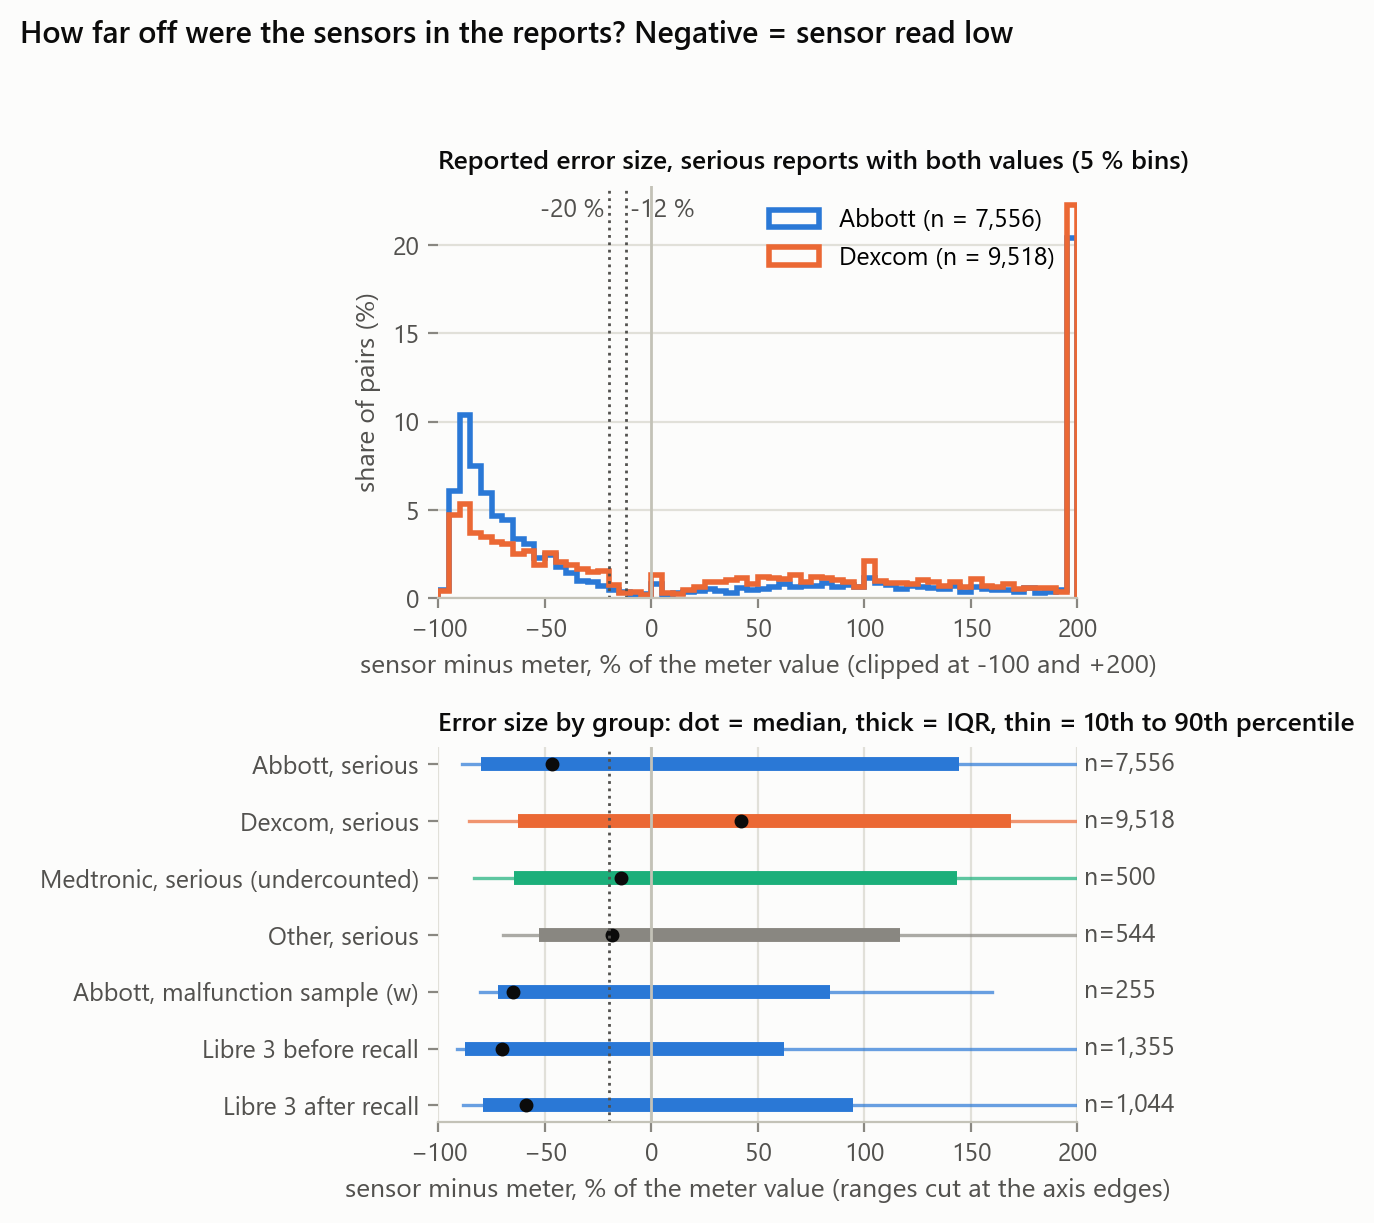 How far off were the sensors in the reports? Negative = sensor read low
Reported error size, serious reports with both values (5 % bins)
-20 %
-12 %
Abbott (n = 7,556)
Dexcom (n = 9,518)
share of pairs (%)
20
15
10
5
0
−100
−50
0
50
100
150
200
sensor minus meter, % of the meter value (clipped at -100 and +200)
Error size by group: dot = median, thick = IQR, thin = 10th to 90th percentile
Abbott, serious
n=7,556
Dexcom, serious
n=9,518
Medtronic, serious (undercounted)
n=500
Other, serious
n=544
Abbott, malfunction sample (w)
n=255
Libre 3 before recall
n=1,355
Libre 3 after recall
n=1,044
−100
−50
0
50
100
150
200
sensor minus meter, % of the meter value (ranges cut at the axis edges)